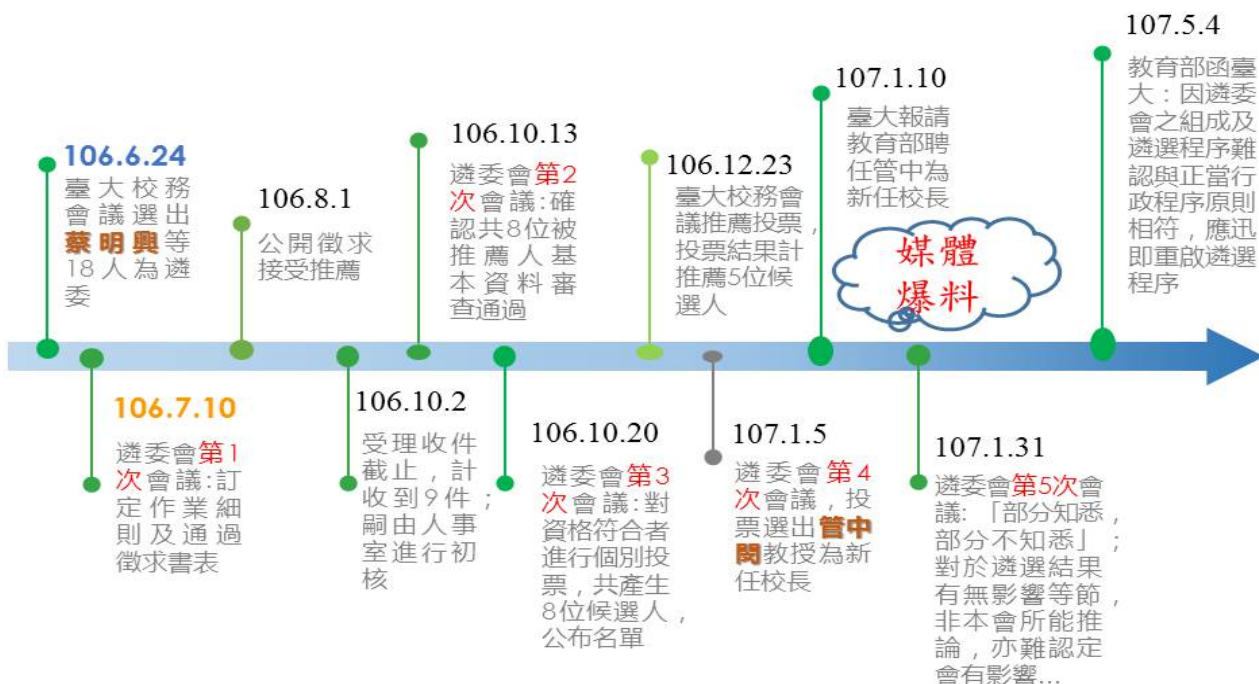 106.6.24
臺大校務
會議選出
蔡明興等
18人為遴
委
106.7.10
遴委會第1
次會議:訂
定作業細
則及通過
徵求書表
106.8.1
公開徵求
接受推薦
106.10.2
受理收件
截止，計
收到9件；
嗣由人事
室進行初
核
106.10.13
遴委會第2
次會議:確
認共8位被
推薦人基
本資料審
查通過
106.10.20
遴委會第3
次會議:對
資格符合者
進行個別投
票，共產生
8位候選人，
公布名單
106.12.23
臺大校務會
議推薦投票，
投票結果計
推薦5位候
選人
107.1.5
遴委會第4
次會議，投
票選出管中
閔教授為新
任校長
107.1.10
臺大報請
教育部聘
任管中為
新任校長
媒體
爆料
107.1.31
遴委會第5次會
議:「部分知悉，
部分不知悉」；
對於遴選結果
有無影響等節，
非本會所能推
論，亦難認定
會有影響...
107.5.4
教育部函臺
大：因遴委
會之組成及
遴選程序難
認與正當行
政程序原則
相符，應迅
即重啟遴選
程序